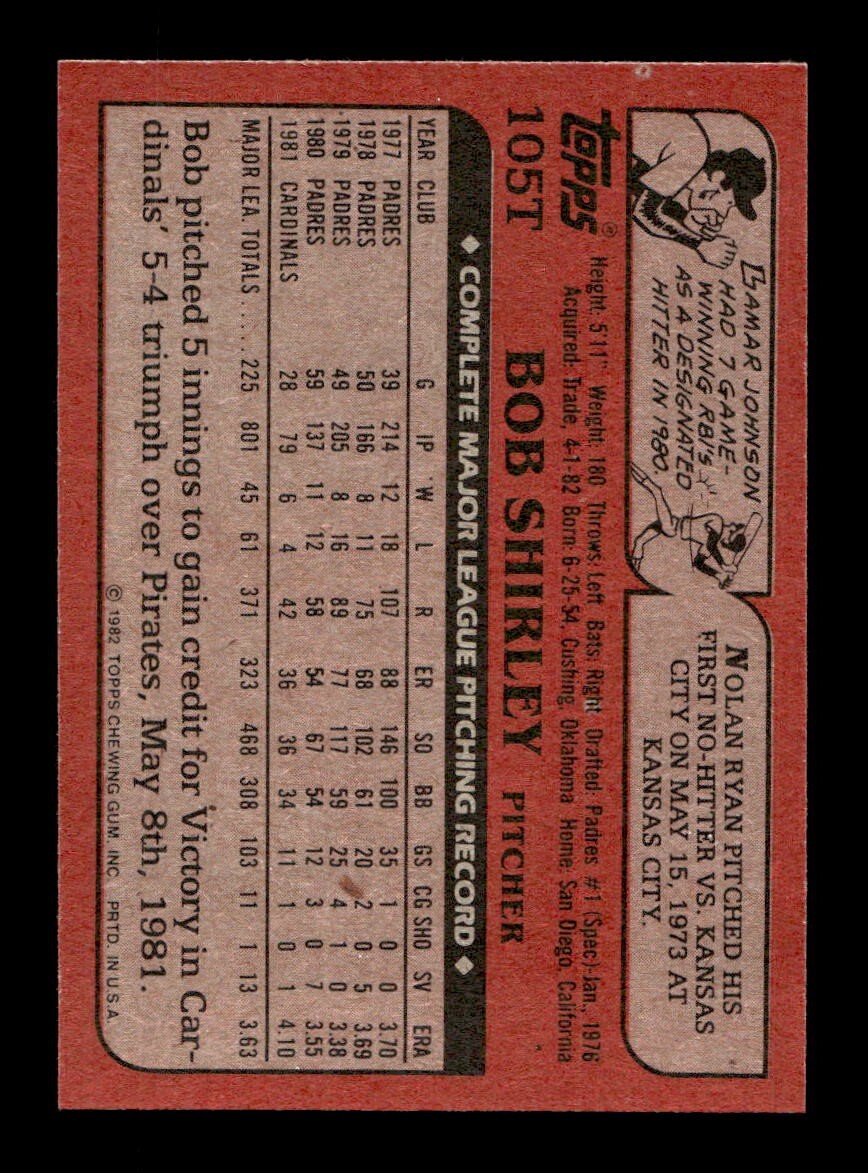 LAMAR JOHNSON
HAD 7 GAME-
WINNING RBI'S
AS A DESIGNATED
HITTER IN 1980.
NOLAN RYAN PITCHED HIS
FIRST NO-HITTER VS. KANSAS
CITY ON MAY 15, 1973 AT
KANSAS CITY.
topps®
Height: 5'11" Weight: 180 Throws: Left Bats: Right Drafted: Padres #1 (Spec)-Jan., 1976
Acquired: Trade, 4-1-82 Born: 6-25-54, Cushing, Oklahoma Home: San Diego, California
105T BOB SHIRLEY PITCHER
◆ COMPLETE MAJOR LEAGUE PITCHING RECORD ◆
YEAR CLUB G IP W L R ER SO BB GS CG SHO SV ERA
1977 PADRES 39 214 12 18 107 88 146 100 35 1 0 0 3.70
1978 PADRES 50 166 8 11 75 68 102 61 20 2 0 5 3.69
1979 PADRES 49 205 8 16 89 77 117 59 25 4 1 0 3.38
1980 PADRES 59 137 11 12 58 54 67 54 12 3 0 7 3.55
1981 CARDINALS 28 79 6 4 42 36 36 34 11 1 0 1 4.10
MAJOR LEA. TOTALS ..... 225 801 45 61 371 323 468 308 103 11 1 13 3.63
Bob pitched 5 innings to gain credit for Victory in Car-
dinals' 5-4 triumph over Pirates, May 8th, 1981.
© 1982 TOPPS CHEWING GUM, INC. PRTD. IN U.S.A.